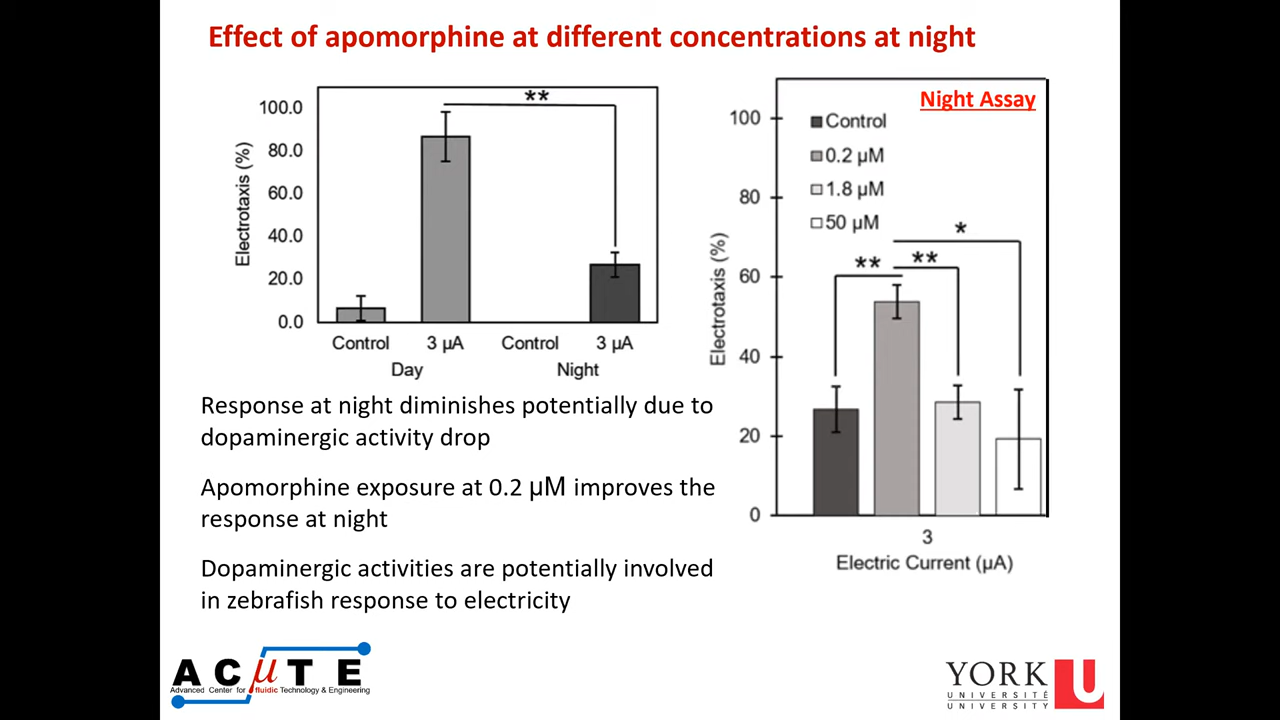 Effect of apomorphine at different concentrations at night
Electrotaxis (%)
100.0
80.0
60.0
40.0
20.0
0.0
**
Control 3 µA Control 3 µA
Day Night
Night Assay
Electrotaxis (%)
100
80
60
40
20
0
Control
0.2 µM
1.8 µM
50 µM
*
** **
3
Electric Current (µA)
Response at night diminishes potentially due to
dopaminergic activity drop
Apomorphine exposure at 0.2 µM improves the
response at night
Dopaminergic activities are potentially involved
in zebrafish response to electricity
ACµTE
Advanced Center for µfluidic Technology & Engineering
YORK U
UNIVERSITÉ
UNIVERSITY